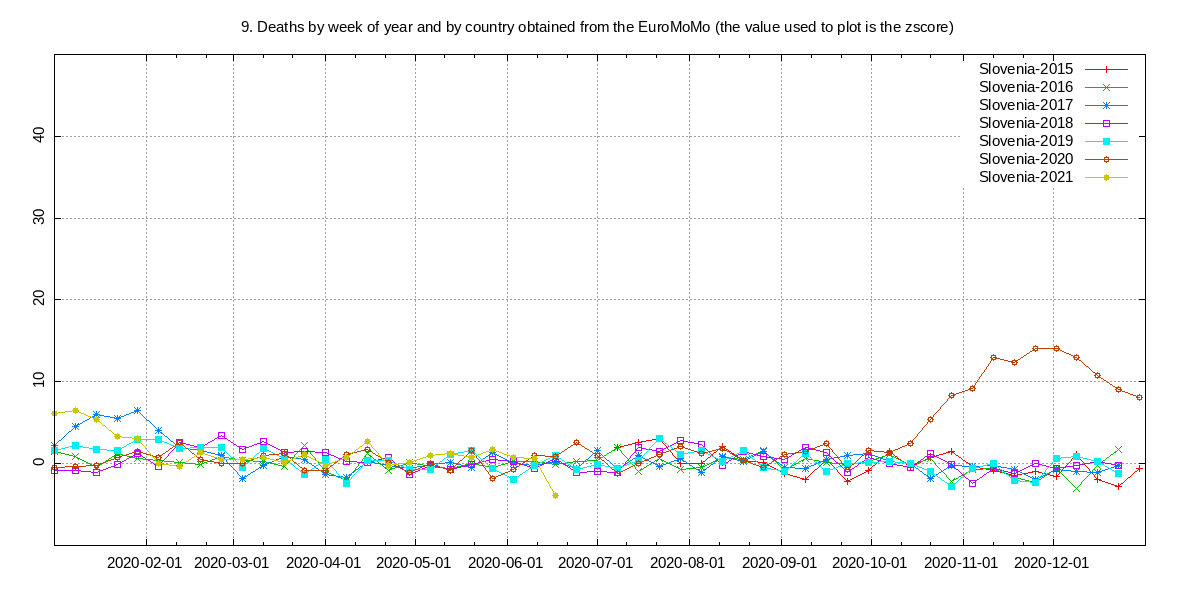 9. Deaths by week of year and by country obtained from the EuroMoMo (the value used to plot is the zscore)
Slovenia-2015
Slovenia-2016
Slovenia-2017
Slovenia-2018
Slovenia-2019
Slovenia-2020
Slovenia-2021
40
30
20
10
0
2020-02-01 2020-03-01 2020-04-01 2020-05-01 2020-06-01 2020-07-01 2020-08-01 2020-09-01 2020-10-01 2020-11-01 2020-12-01